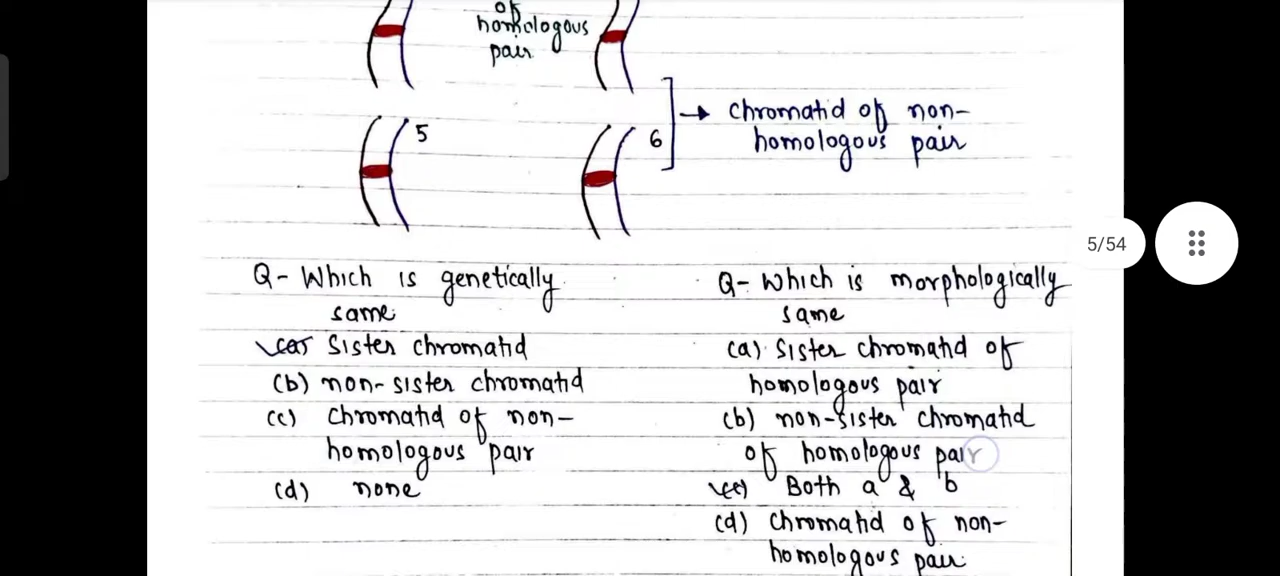 of
homologous
pair
chromatid of non-
homologous pair
5
6
5/54
Q- Which is genetically
same
(a) Sister chromatid
(b) non-sister chromatid
(c) Chromatid of non-
homologous pair
(d) none
Q- Which is morphologically
same
(a) Sister chromatid of
homologous pair
(b) non-sister chromatid
of homologous pair
(c) Both a & b
(d) Chromatid of non-
homologous pair